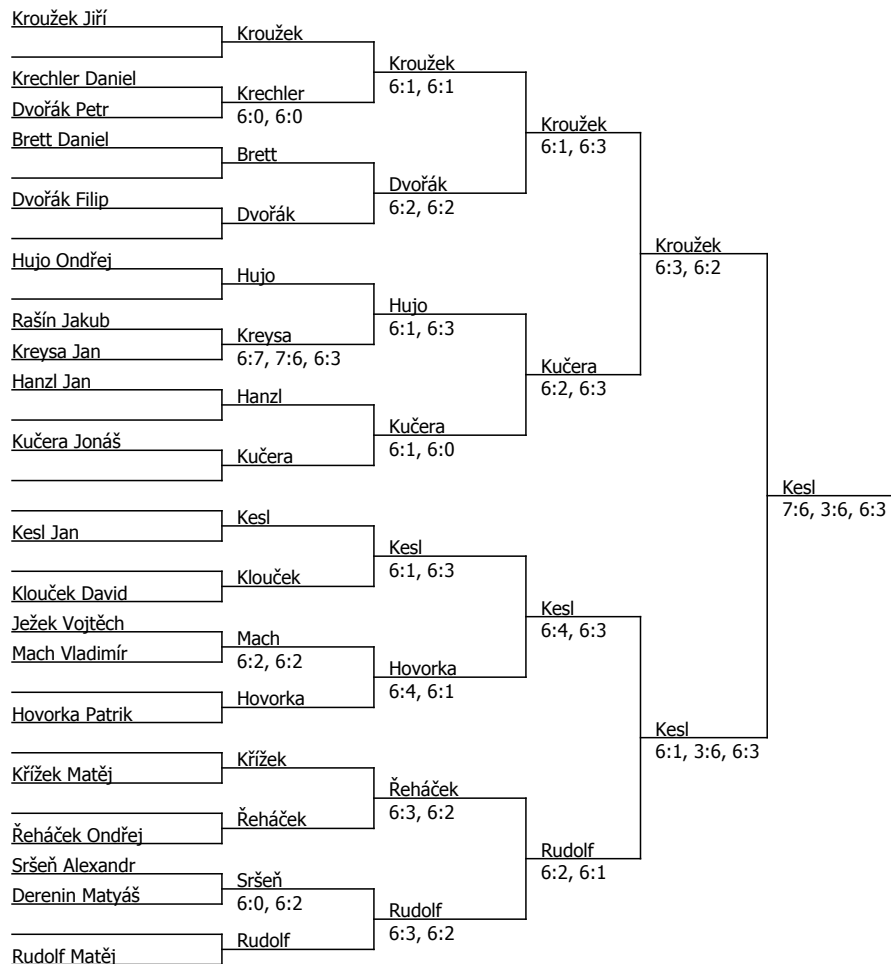 Kroužek Jiří
Kroužek
Kroužek
6:1, 6:1
Krechler Daniel
Krechler
6:0, 6:0
Dvořák Petr
Kroužek
6:1, 6:3
Brett Daniel
Brett
Dvořák
6:2, 6:2
Dvořák Filip
Dvořák
Kroužek
6:3, 6:2
Hujo Ondřej
Hujo
Hujo
6:1, 6:3
Rašín Jakub
Kreysa
6:7, 7:6, 6:3
Kreysa Jan
Kučera
6:2, 6:3
Hanzl Jan
Hanzl
Kučera
6:1, 6:0
Kučera Jonáš
Kučera
Kesl
7:6, 3:6, 6:3
Kesl
Kesl Jan
Kesl
6:1, 6:3
Klouček
Klouček David
Kesl
6:4, 6:3
Ježek Vojtěch
Mach
6:2, 6:2
Mach Vladimír
Hovorka
6:4, 6:1
Hovorka
Hovorka Patrik
Kesl
6:1, 3:6, 6:3
Křížek
Křížek Matěj
Řeháček
6:3, 6:2
Řeháček
Řeháček Ondřej
Rudolf
6:2, 6:1
Sršeň Alexandr
Sršeň
6:0, 6:2
Derenin Matyáš
Rudolf
6:3, 6:2
Rudolf
Rudolf Matěj